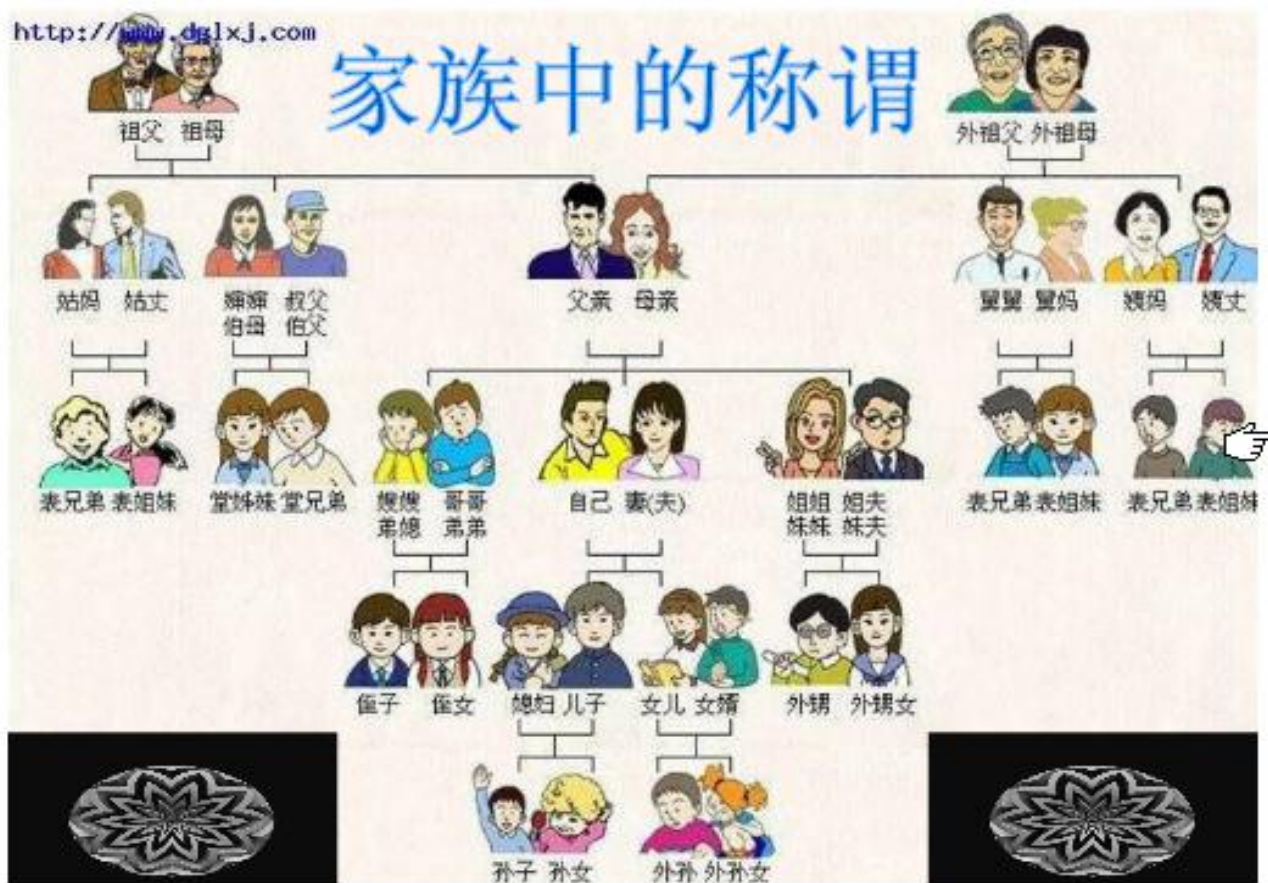 http://www.dglxj.com
家族中的称谓
祖父 祖母
外祖父 外祖母
姑妈 姑丈
婶婶 叔父
伯母 伯父
父亲 母亲
舅舅 舅妈
姨妈 姨丈
表兄弟 表姐妹
堂姊妹 堂兄弟
嫂嫂 哥哥
弟媳 弟弟
自己 妻(夫)
姐姐 姐夫
妹妹 妹夫
表兄弟 表姐妹
表兄弟 表姐妹
侄子 侄女
媳妇 儿子
女儿 女婿
外甥 外甥女
孙子 孙女
外孙 外孙女